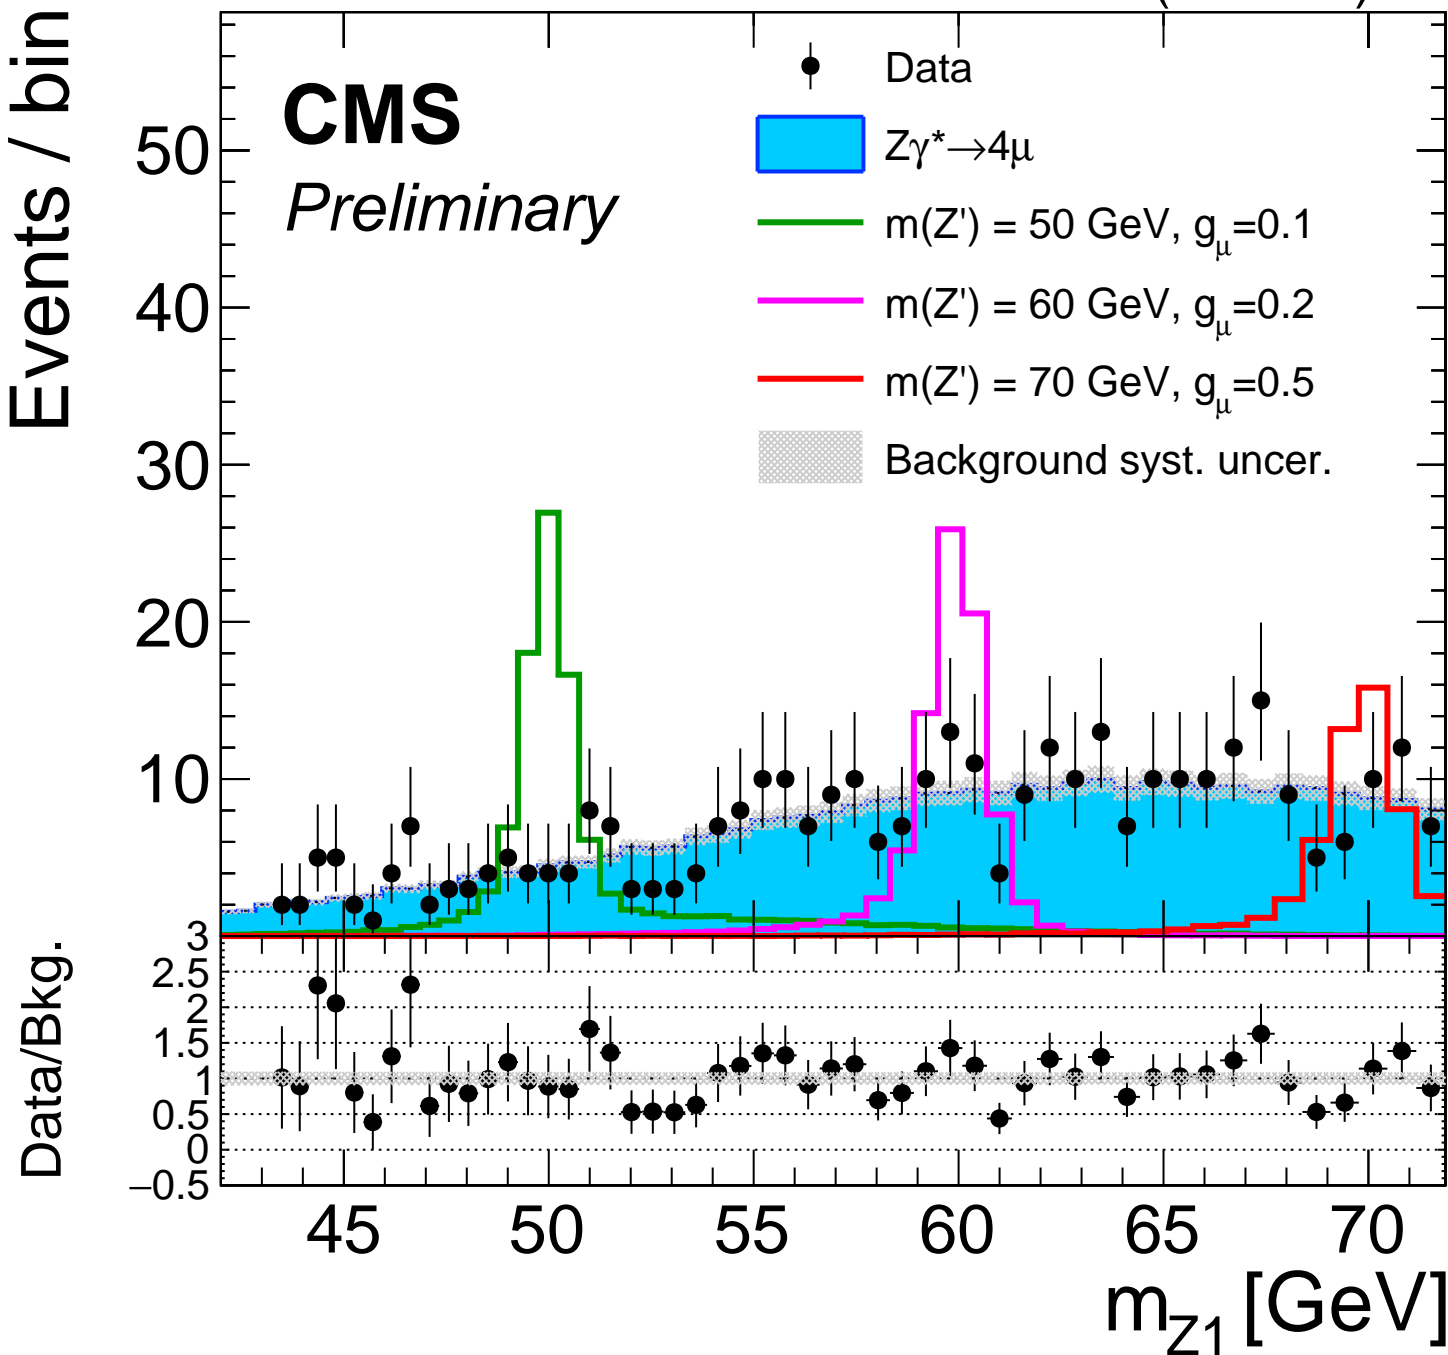 Events / bin
CMS
Preliminary
Data
Zγ*→4μ
m(Z') = 50 GeV, gμ=0.1
m(Z') = 60 GeV, gμ=0.2
m(Z') = 70 GeV, gμ=0.5
Background syst. uncer.
50
40
30
20
10
Data/Bkg.
3
2.5
2
1.5
1
0.5
0
−0.5
45 50 55 60 65 70
mZ1 [GeV]